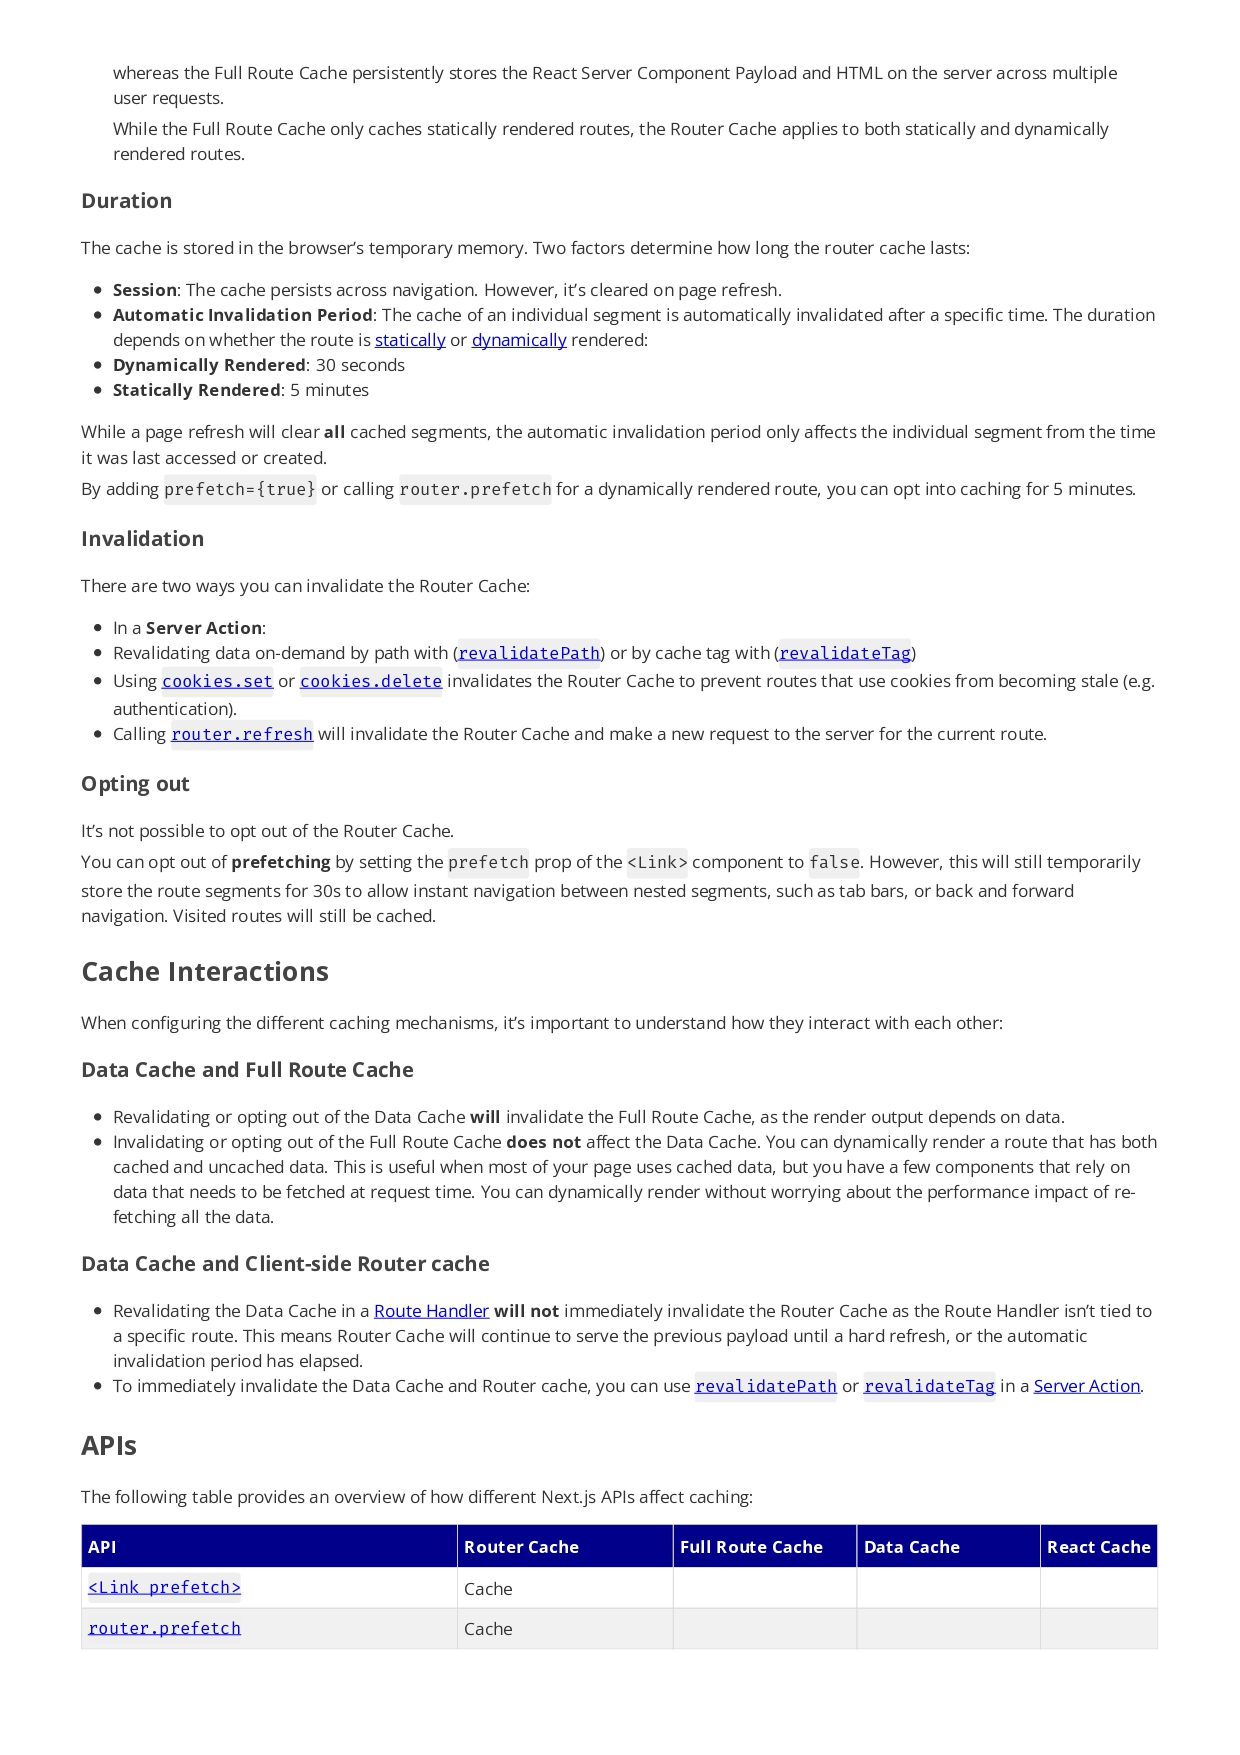 whereas the Full Route Cache persistently stores the React Server Component Payload and HTML on the server across multiple
user requests.
While the Full Route Cache only caches statically rendered routes, the Router Cache applies to both statically and dynamically
rendered routes.
Duration
The cache is stored in the browser’s temporary memory. Two factors determine how long the router cache lasts:
• Session: The cache persists across navigation. However, it’s cleared on page refresh.
• Automatic Invalidation Period: The cache of an individual segment is automatically invalidated after a specific time. The duration
depends on whether the route is statically or dynamically rendered:
• Dynamically Rendered: 30 seconds
• Statically Rendered: 5 minutes
While a page refresh will clear all cached segments, the automatic invalidation period only affects the individual segment from the time
it was last accessed or created.
By adding prefetch={true} or calling router.prefetch for a dynamically rendered route, you can opt into caching for 5 minutes.
Invalidation
There are two ways you can invalidate the Router Cache:
• In a Server Action:
• Revalidating data on-demand by path with (revalidatePath) or by cache tag with (revalidateTag)
• Using cookies.set or cookies.delete invalidates the Router Cache to prevent routes that use cookies from becoming stale (e.g.
authentication).
• Calling router.refresh will invalidate the Router Cache and make a new request to the server for the current route.
Opting out
It’s not possible to opt out of the Router Cache.
You can opt out of prefetching by setting the prefetch prop of the <Link> component to false. However, this will still temporarily
store the route segments for 30s to allow instant navigation between nested segments, such as tab bars, or back and forward
navigation. Visited routes will still be cached.
Cache Interactions
When configuring the different caching mechanisms, it’s important to understand how they interact with each other:
Data Cache and Full Route Cache
• Revalidating or opting out of the Data Cache will invalidate the Full Route Cache, as the render output depends on data.
• Invalidating or opting out of the Full Route Cache does not affect the Data Cache. You can dynamically render a route that has both
cached and uncached data. This is useful when most of your page uses cached data, but you have a few components that rely on
data that needs to be fetched at request time. You can dynamically render without worrying about the performance impact of re-
fetching all the data.
Data Cache and Client-side Router cache
• Revalidating the Data Cache in a Route Handler will not immediately invalidate the Router Cache as the Route Handler isn’t tied to
a specific route. This means Router Cache will continue to serve the previous payload until a hard refresh, or the automatic
invalidation period has elapsed.
• To immediately invalidate the Data Cache and Router cache, you can use revalidatePath or revalidateTag in a Server Action.
APIs
The following table provides an overview of how different Next.js APIs affect caching:
API Router Cache Full Route Cache Data Cache React Cache
<Link prefetch> Cache
router.prefetch Cache